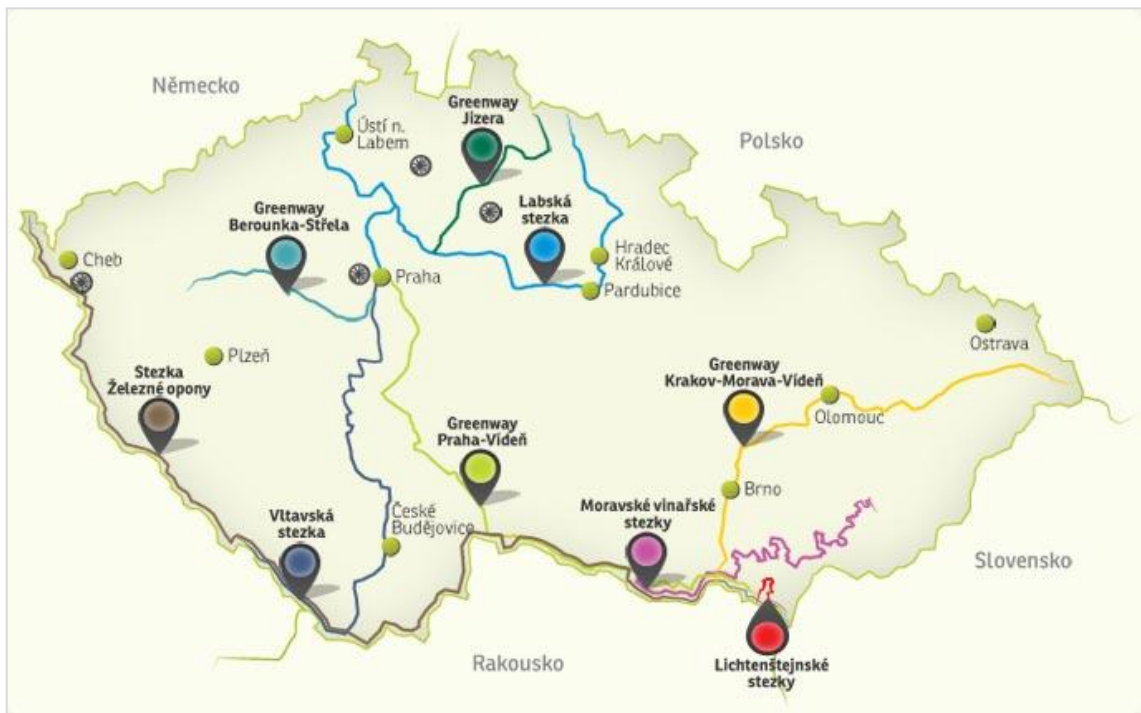 Německo
Greenway
Jizera
Ústí n.
Labem
Polsko
Greenway
Berounka-Střela
Labská
stezka
Cheb
Praha
Hradec
Králové
Pardubice
Ostrava
Plzeň
Stezka
Železné opony
Greenway
Krakov-Morava-Vídeň
Olomouc
Greenway
Praha-Vídeň
Brno
Vltavská
stezka
České
Budějovice
Moravské vinařské
stezky
Slovensko
Rakousko
Lichtenštejnské
stezky